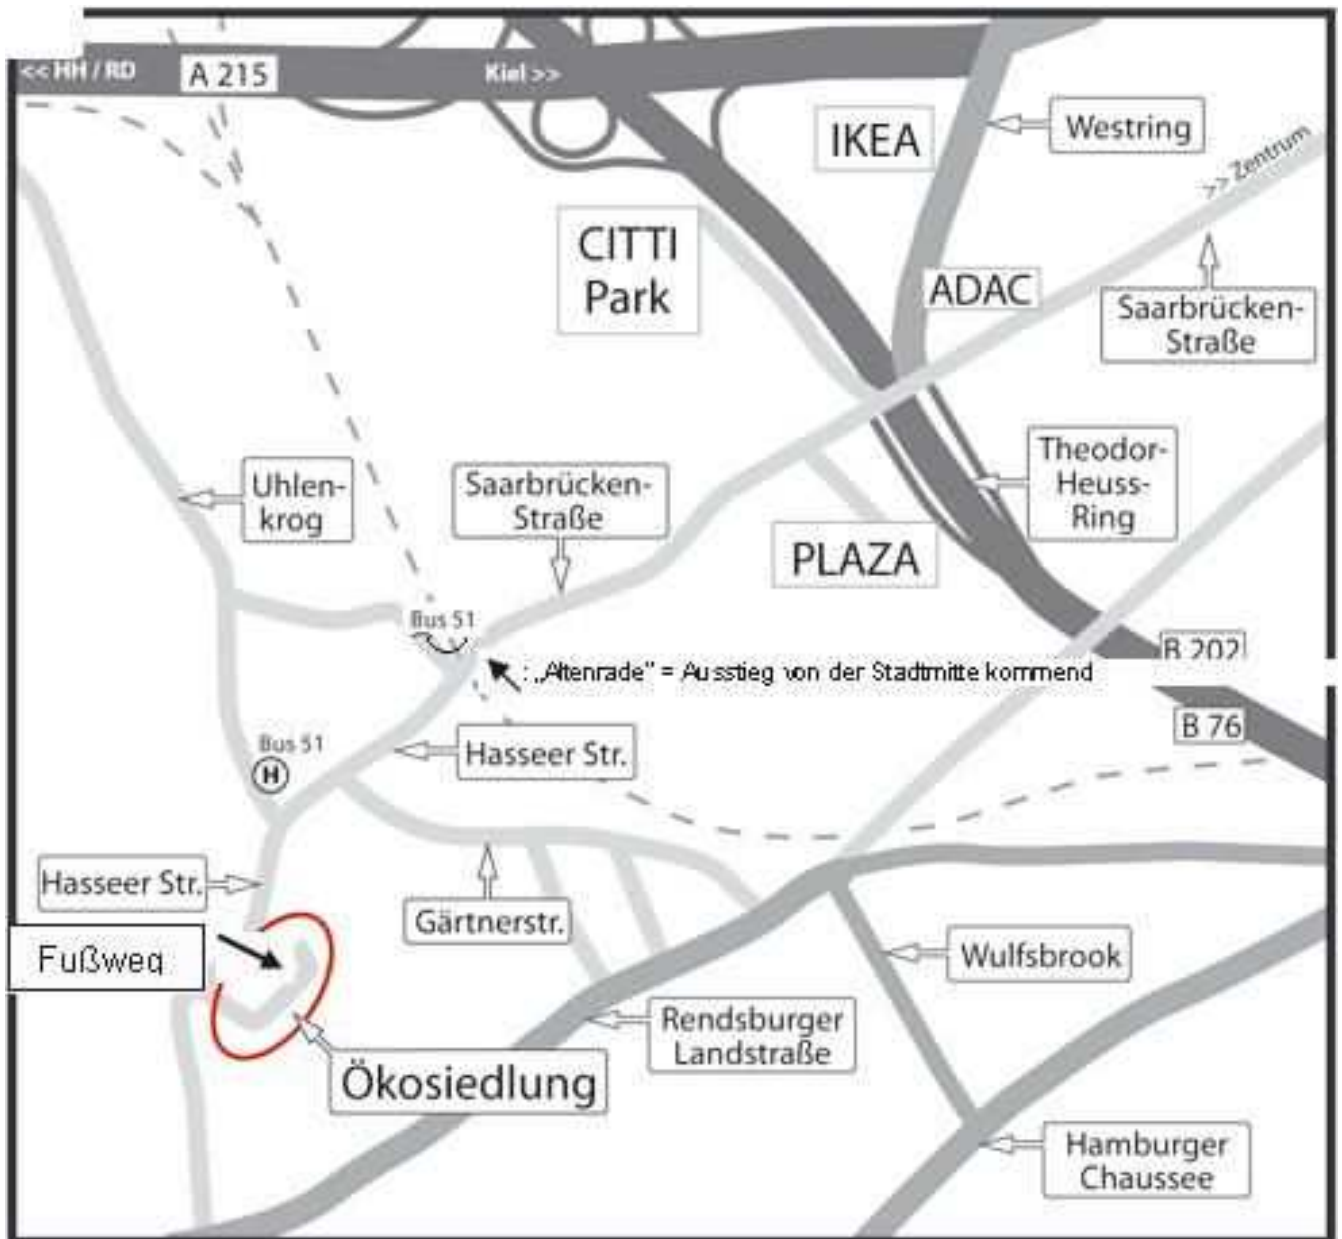 << HH / RD
A 215
Kiel >>
IKEA
Westring
>> Zentrum
CITTI
Park
ADAC
Saarbrücken-
Straße
Uhlen-
krog
Saarbrücken-
Straße
Theodor-
Heuss-
Ring
PLAZA
Bus 51
: „Altenrade" = Ausstieg von der Stadtmitte kommend
B 202
B 76
Bus 51
H
Hasseer Str.
Hasseer Str.
Gärtnerstr.
Fußweg
Wulfsbrook
Rendsburger
Landstraße
Ökosiedlung
Hamburger
Chaussee